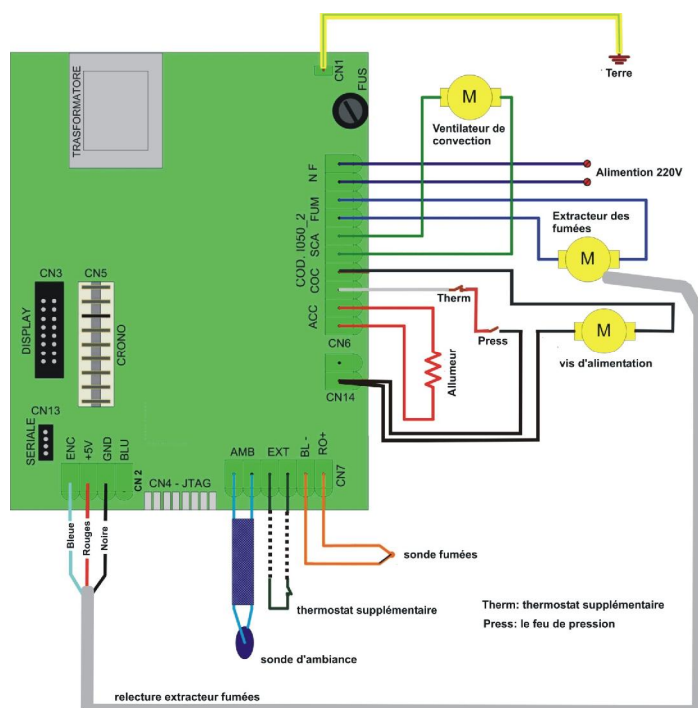 TRASFORMATORE
CN1
FUS
Terre
M
Ventilateur de
convection
N F
Alimention 220V
FUM
Extracteur des
fumées
M
COD. I050_2
SCA
COC
Therm
ACC
Press
M
vis d'alimentation
CN6
Allumeur
CN14
CN3
CN5
DISPLAY
CRONO
CN13
SERIALE
ENC
+5V
GND
BLU
CN 2
CN4 - JTAG
AMB
EXT
BL -
RO+
CN7
Bleue
Rouges
Noire
sonde fumées
thermostat supplémentaire
Therm: thermostat supplémentaire
Press: le feu de pression
sonde d'ambiance
relecture extracteur fumées